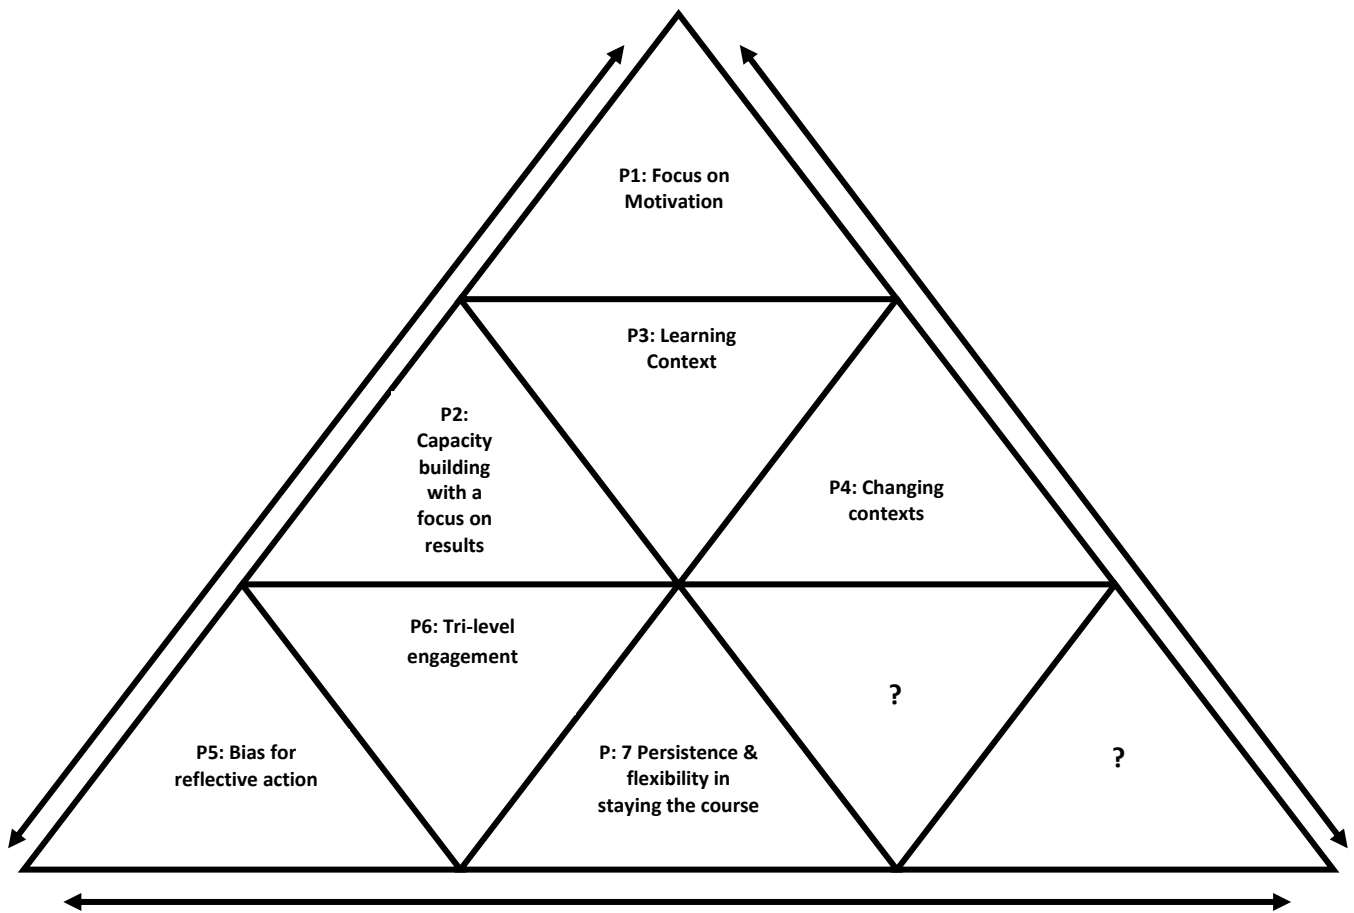 P1: Focus on
Motivation
P3: Learning
Context
P2:
Capacity
building
with a
focus on
results
P4: Changing
contexts
P6: Tri-level
engagement
?
P5: Bias for
reflective action
P: 7 Persistence &
flexibility in
staying the course
?